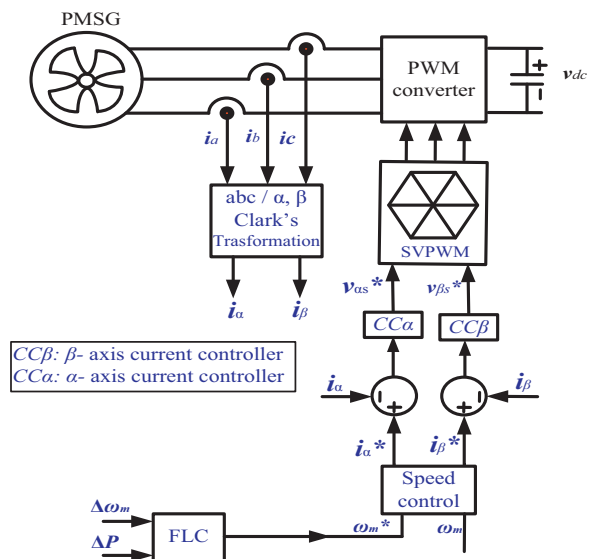 PMSG
PWM
converter
+
-
vdc
ia
ib
ic
abc / α, β
Clark's
Trasformation
SVPWM
iα
iβ
vαs*
vβs*
CCα
CCβ
CCβ: β- axis current controller
CCα: α- axis current controller
iα
-
+
-
+
iβ
iα*
iβ*
Speed
control
Δωm
ΔP
FLC
ωm*
ωm